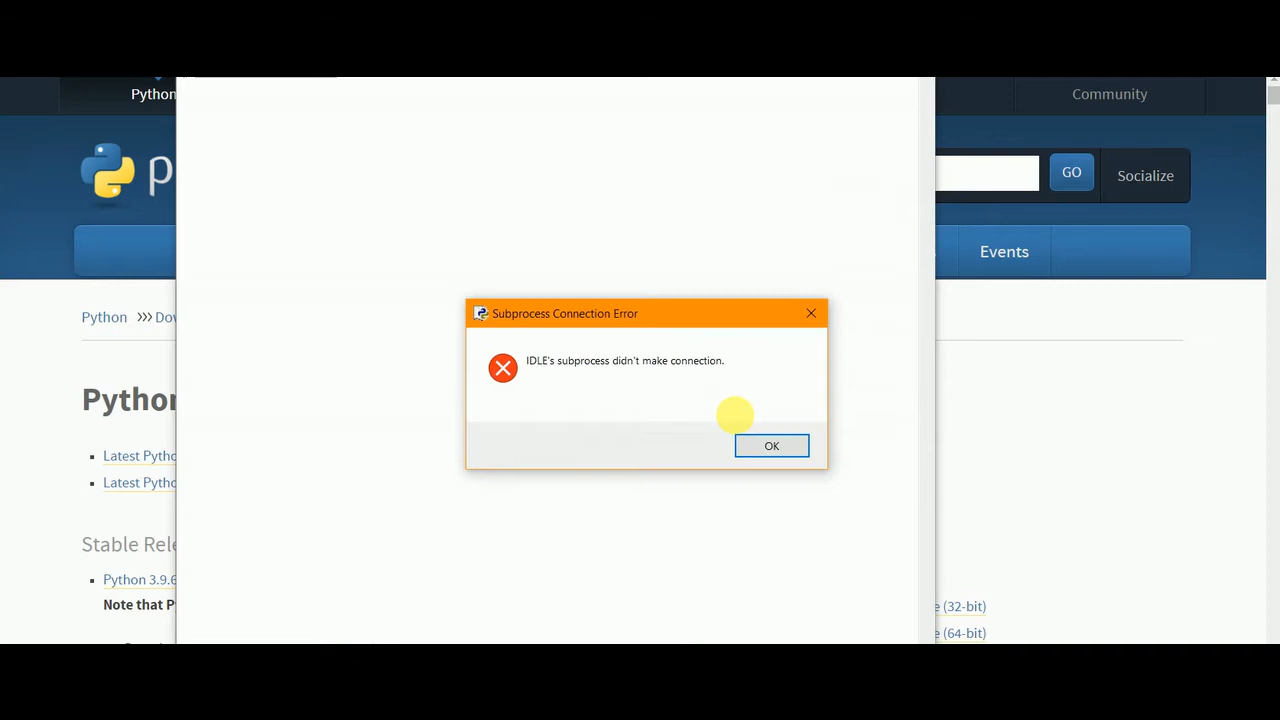 Python
Community
p
GO
Socialize
Events
Subprocess Connection Error
IDLE's subprocess didn't make connection.
OK
Python >>> Dow
Python
Latest Pytho
Latest Pytho
Stable Rele
Python 3.9.6
Note that P
(32-bit)
(64-bit)